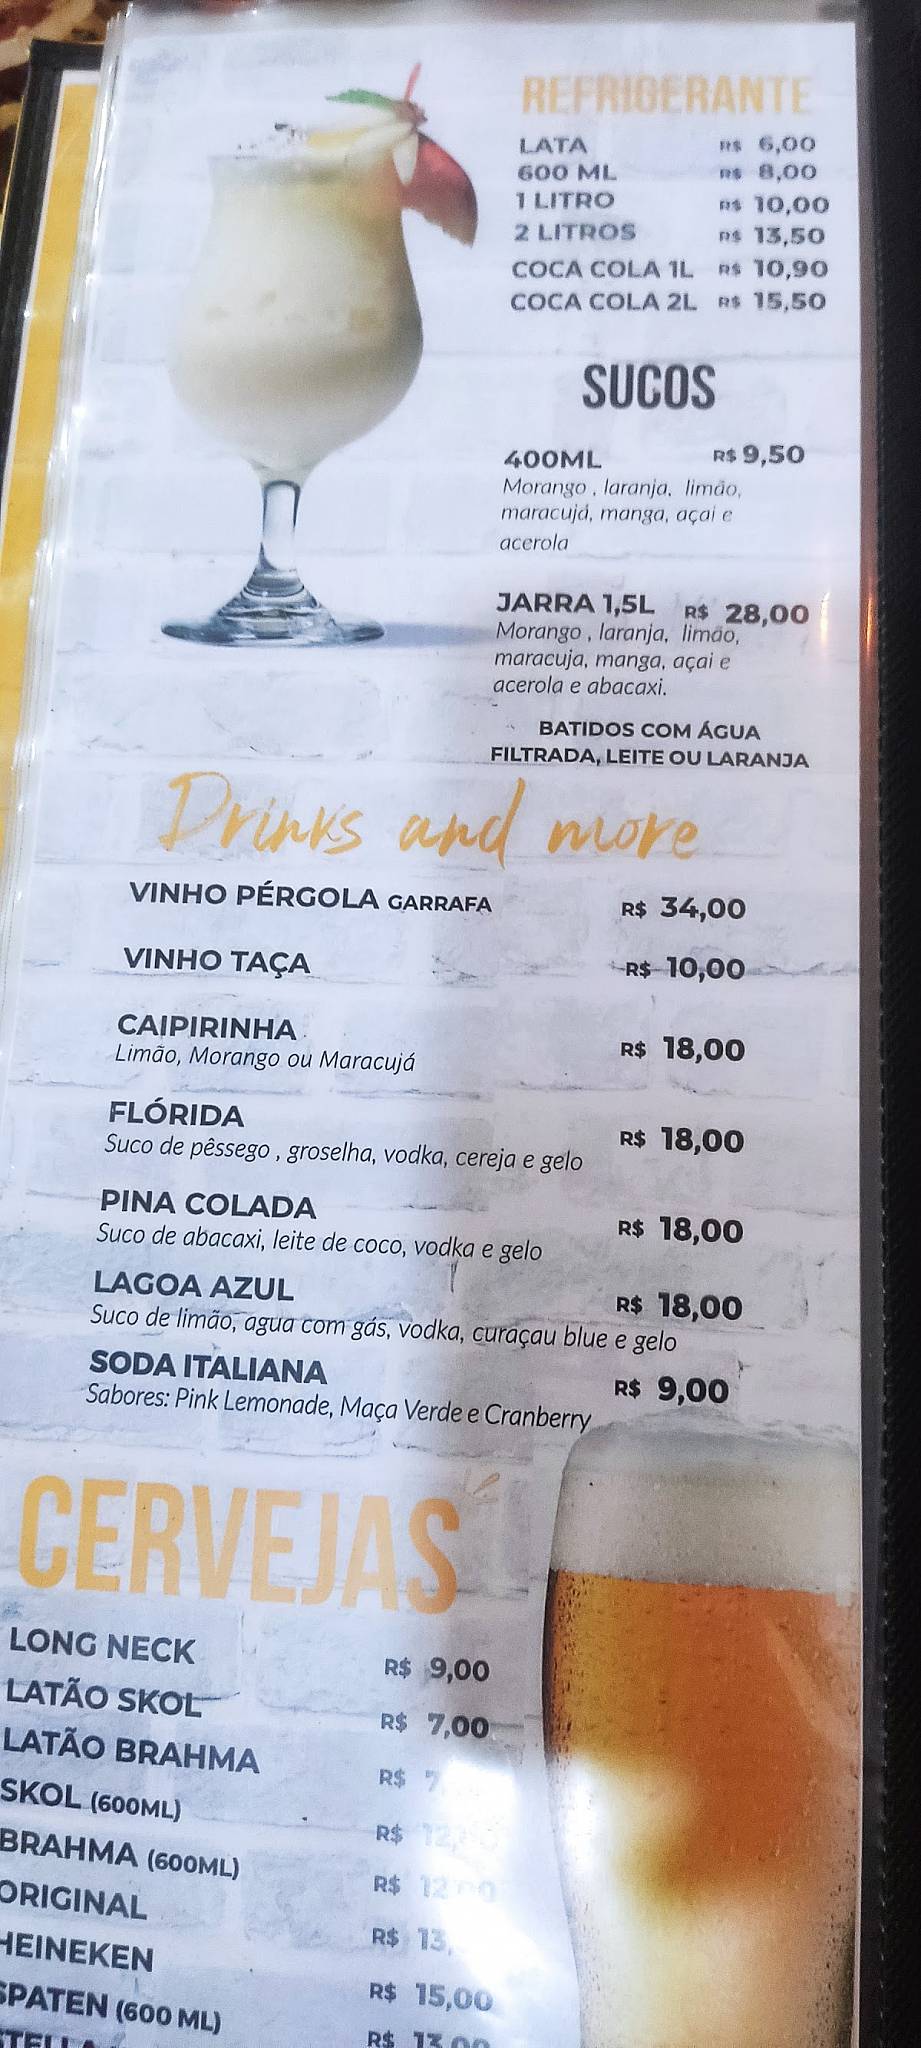 REFRIGERANTE
LATA R$ 6,00
600 ML R$ 8,00
1 LITRO R$ 10,00
2 LITROS R$ 13,50
COCA COLA 1L R$ 10,90
COCA COLA 2L R$ 15,50
SUCOS
400ML R$ 9,50
Morango , laranja, limão,
maracujá, manga, açai e
acerola
JARRA 1,5L R$ 28,00
Morango , laranja, limão,
maracuja, manga, açai e
acerola e abacaxi.
BATIDOS COM ÁGUA
FILTRADA, LEITE OU LARANJA
Drinks and more
VINHO PÉRGOLA GARRAFA R$ 34,00
VINHO TAÇA R$ 10,00
CAIPIRINHA R$ 18,00
Limão, Morango ou Maracujá
FLÓRIDA R$ 18,00
Suco de pêssego , groselha, vodka, cereja e gelo
PINA COLADA R$ 18,00
Suco de abacaxi, leite de coco, vodka e gelo
LAGOA AZUL R$ 18,00
Suco de limão, agua com gás, vodka, curaçau blue e gelo
SODA ITALIANA R$ 9,00
Sabores: Pink Lemonade, Maça Verde e Cranberry
CERVEJAS
LONG NECK R$ 9,00
LATÃO SKOL R$ 7,00
LATÃO BRAHMA R$
SKOL (600ML) R$
BRAHMA (600ML) R$ 12,00
ORIGINAL R$
HEINEKEN R$ 15,00
SPATEN (600 ML) R$ 13,00